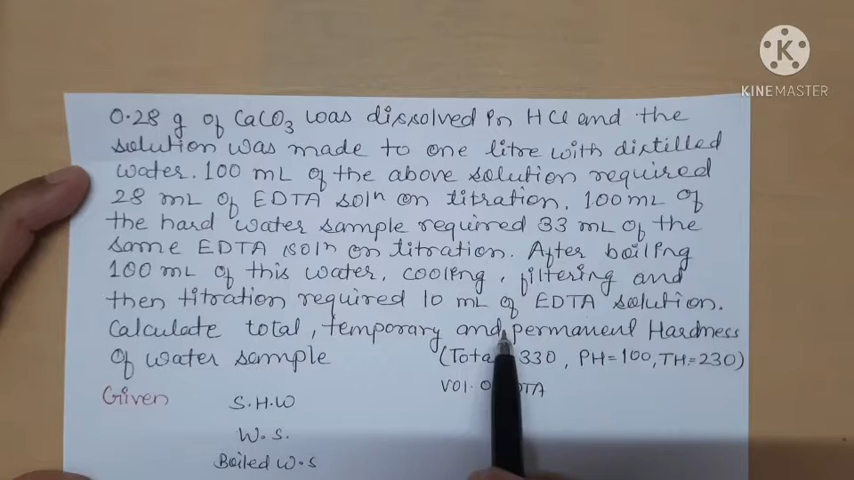 K
KINEMASTER
0.28 g of CaCO3 was dissolved in HCl and the
solution was made to one litre with distilled
water. 100 mL of the above solution required
28 mL of EDTA solⁿ on titration. 100 mL of
the hard water sample required 33 mL of the
same EDTA solⁿ on titration. After boiling
100 mL of this water, cooling, filtering and
then titration required 10 mL of EDTA solution.
Calculate total, temporary and permanent Hardness
of water sample (Tota 330, PH=100, TH=230)
Given
S.H.W
W.S.
Boiled W.S
Vol. O DTA